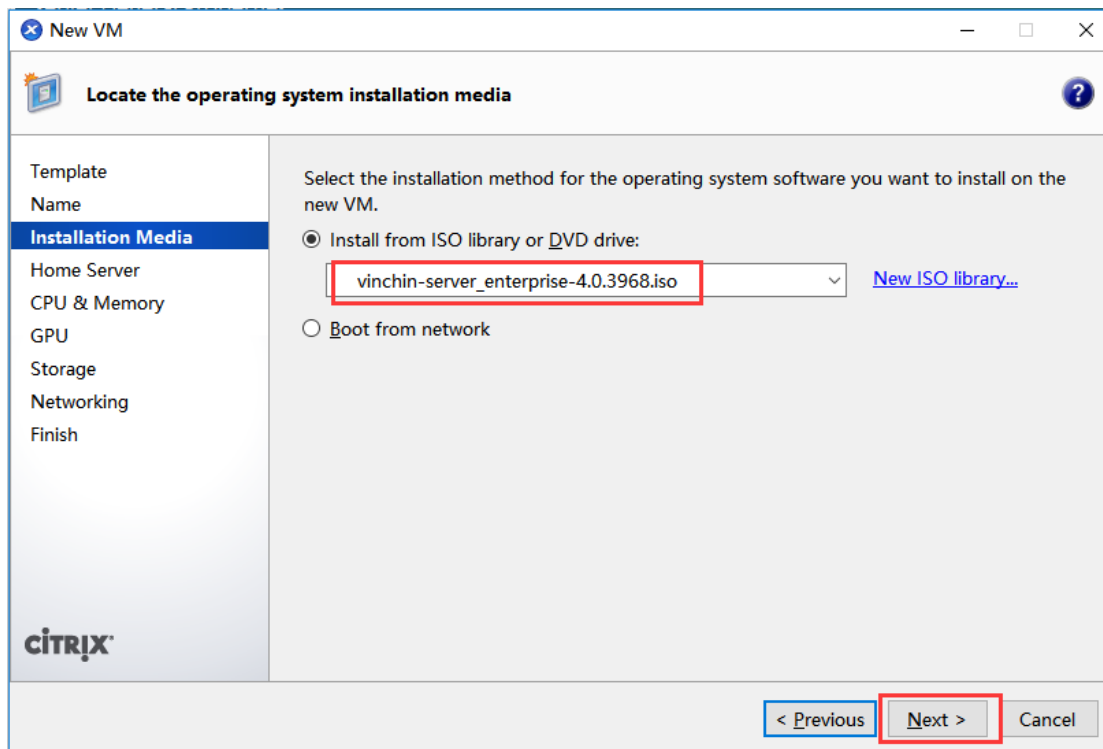 New VM
Locate the operating system installation media
?
Template
Name
Installation Media
Home Server
CPU & Memory
GPU
Storage
Networking
Finish
Select the installation method for the operating system software you want to install on the
new VM.
Install from ISO library or DVD drive:
vinchin-server_enterprise-4.0.3968.iso
New ISO library...
Boot from network
CİTRIX
< Previous
Next >
Cancel